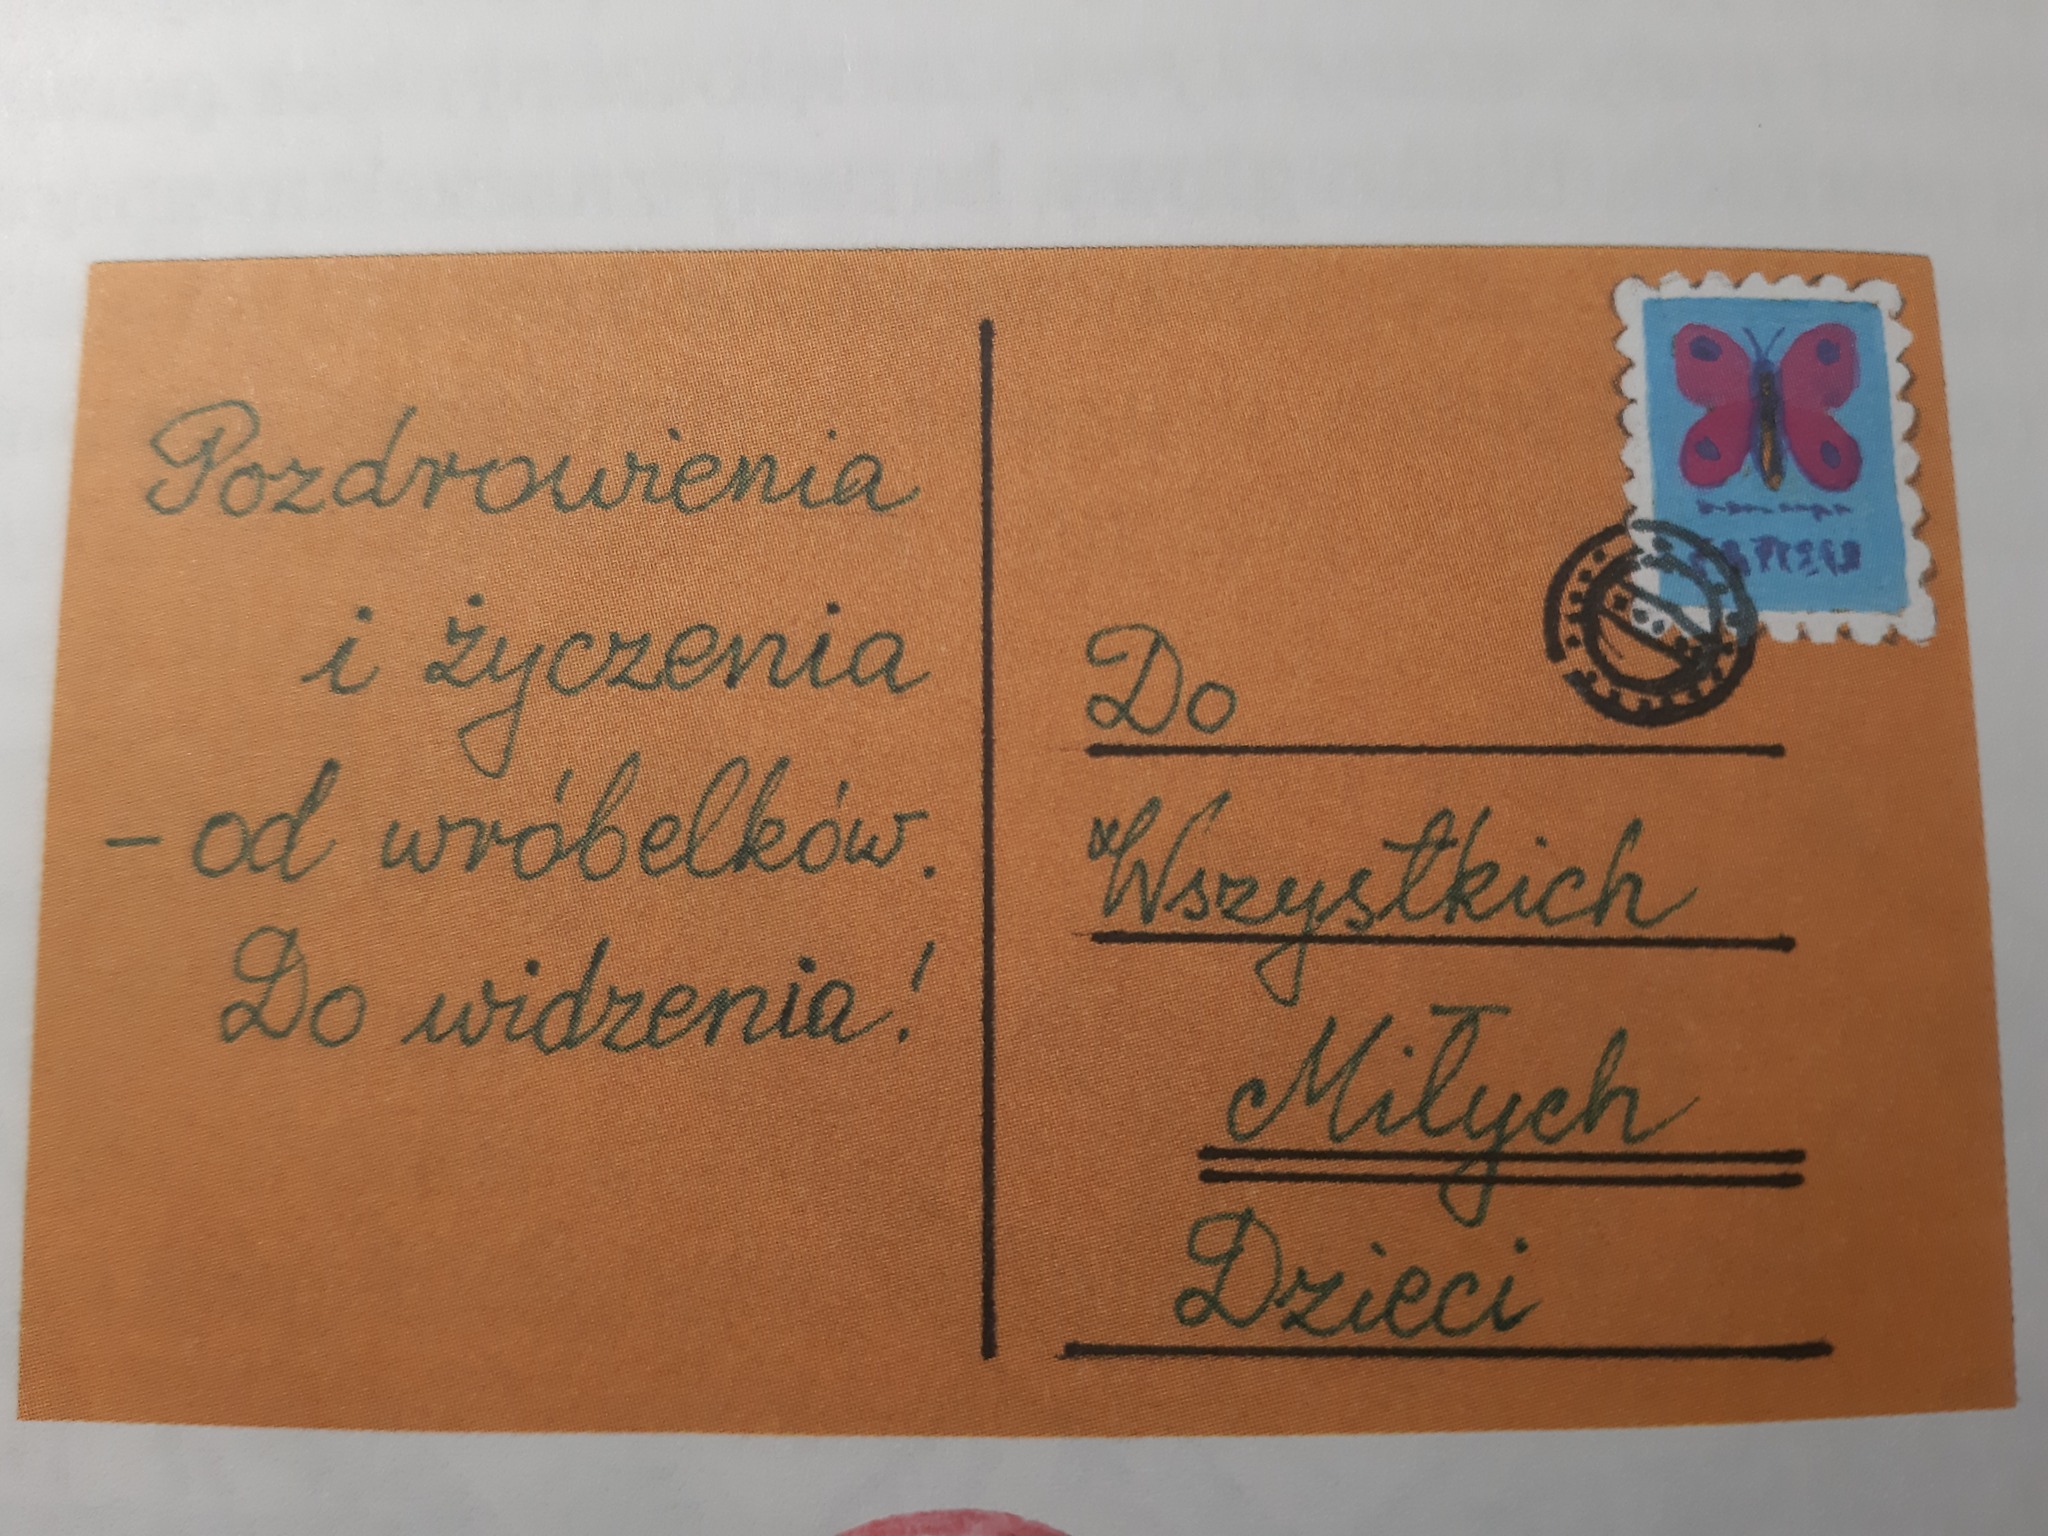 Pozdrowienia
i życzenia
- od wróbelków.
Do widzenia!
Do
Wszystkich
Miłych
Dzieci